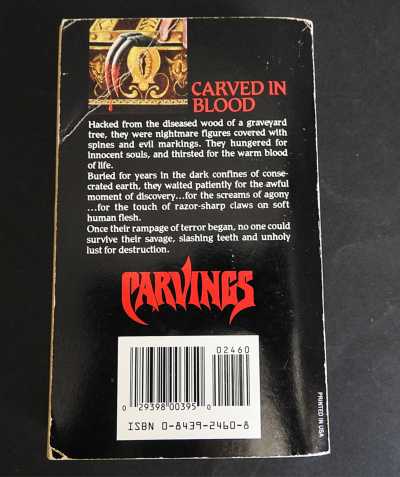 CARVED IN
BLOOD
Hacked from the diseased wood of a graveyard
tree, they were nightmare figures covered with
spines and evil markings. They hungered for
innocent souls, and thirsted for the warm blood
of life.
Buried for years in the dark confines of conse-
crated earth, they waited patiently for the awful
moment of discovery...for the screams of agony
...for the touch of razor-sharp claws on soft
human flesh.
Once their rampage of terror began, no one could
survive their savage, slashing teeth and unholy
lust for destruction.
CARVINGS
02460
0 29398 00395 0
ISBN 0-8439-2460-8
PRINTED IN USA